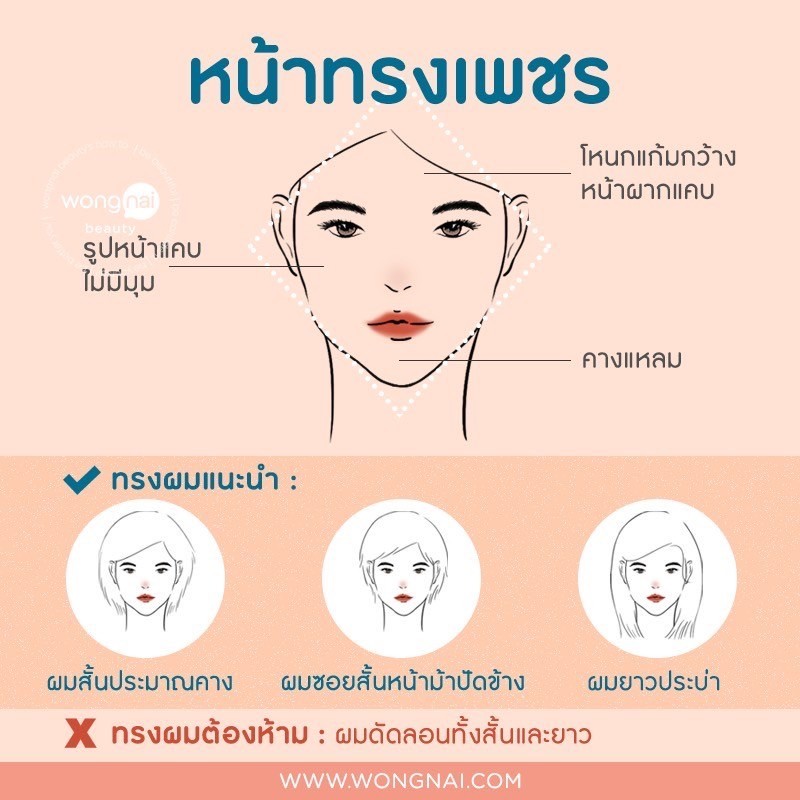 หน้าทรงเพชร
โหนกแก้มกว้าง
หน้าผากแคบ
wongnai
beauty
รูปหน้าแคบ
ไม่มีมุม
คางแหลม
ทรงผมแนะนำ :
ผมสั้นประมาณคาง
ผมซอยสั้นหน้าม้าปัดข้าง
ผมยาวประบ่า
ทรงผมต้องห้าม : ผมดัดลอนทั้งสั้นและยาว
WWW.WONGNAI.COM